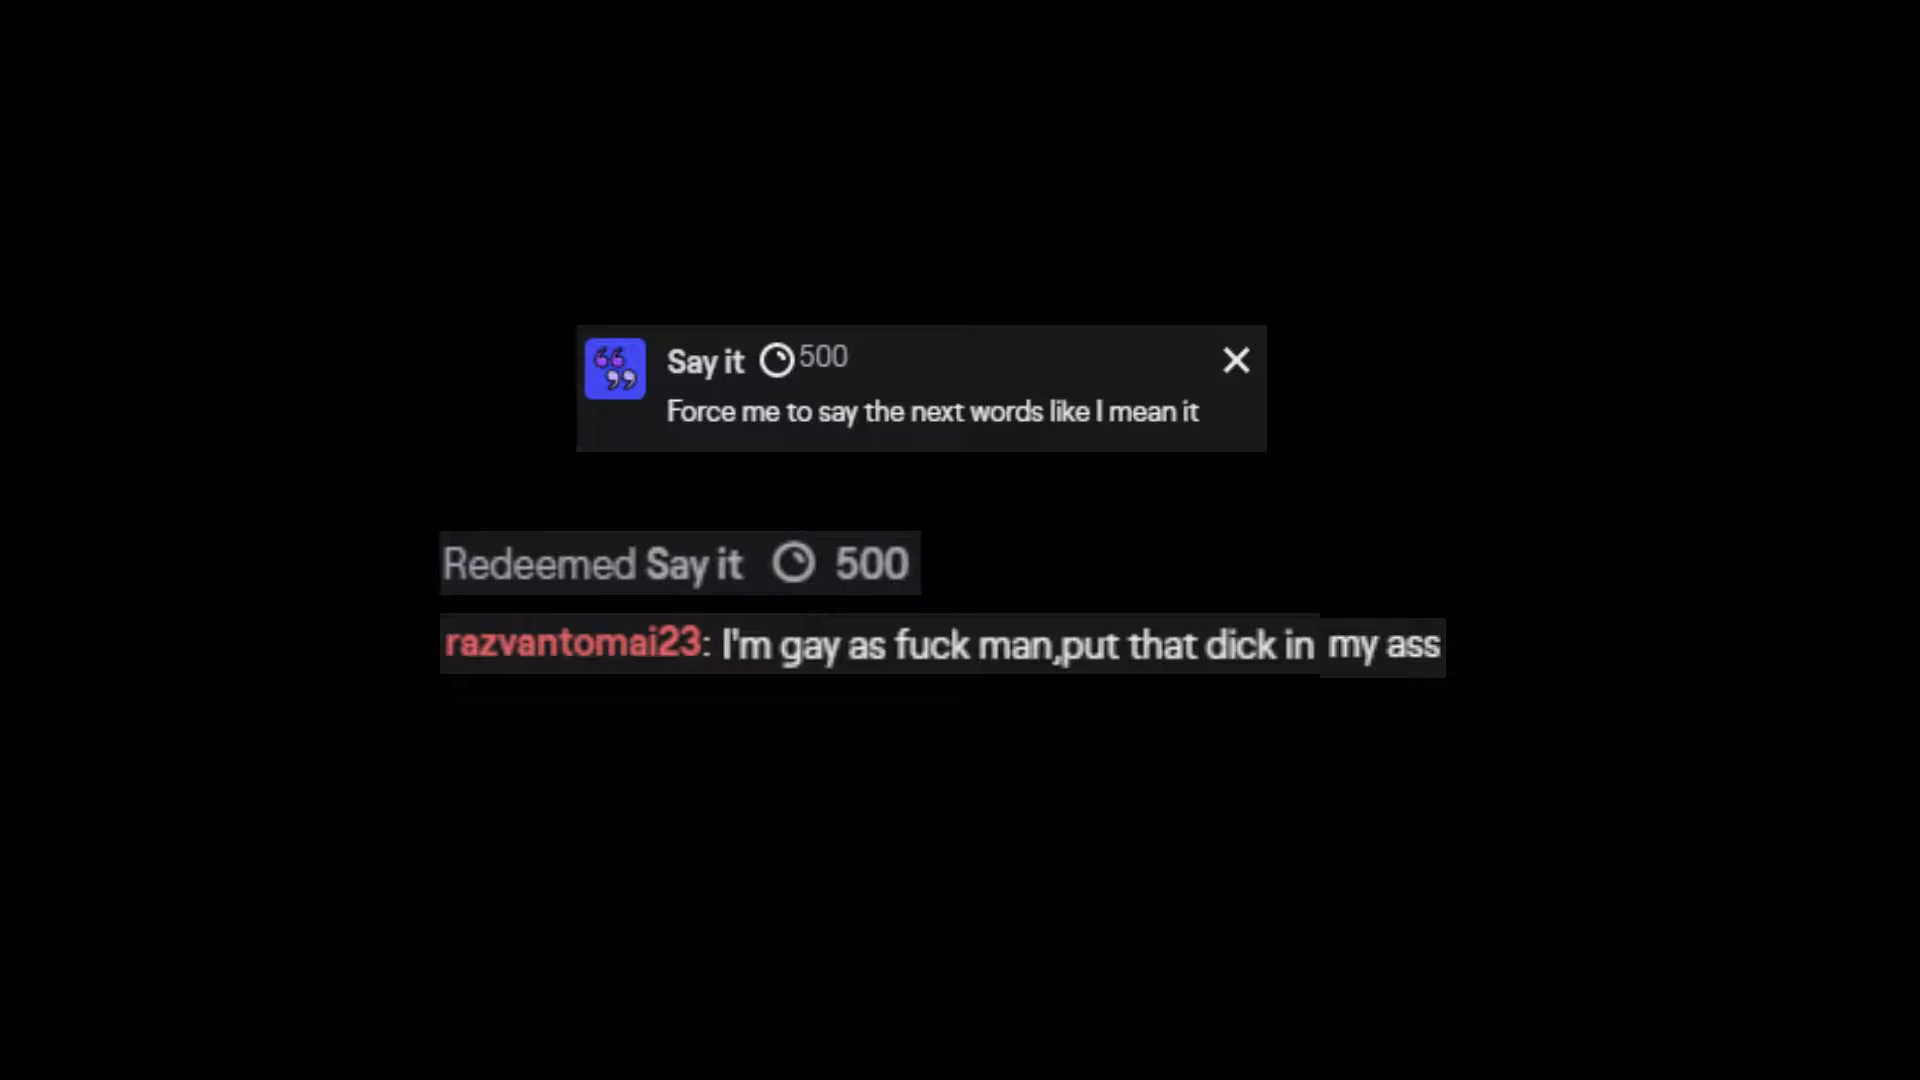 Say it 500
Force me to say the next words like I mean it
Redeemed Say it 500
razvantomai23: I'm gay as fuck man,put that dick in my ass